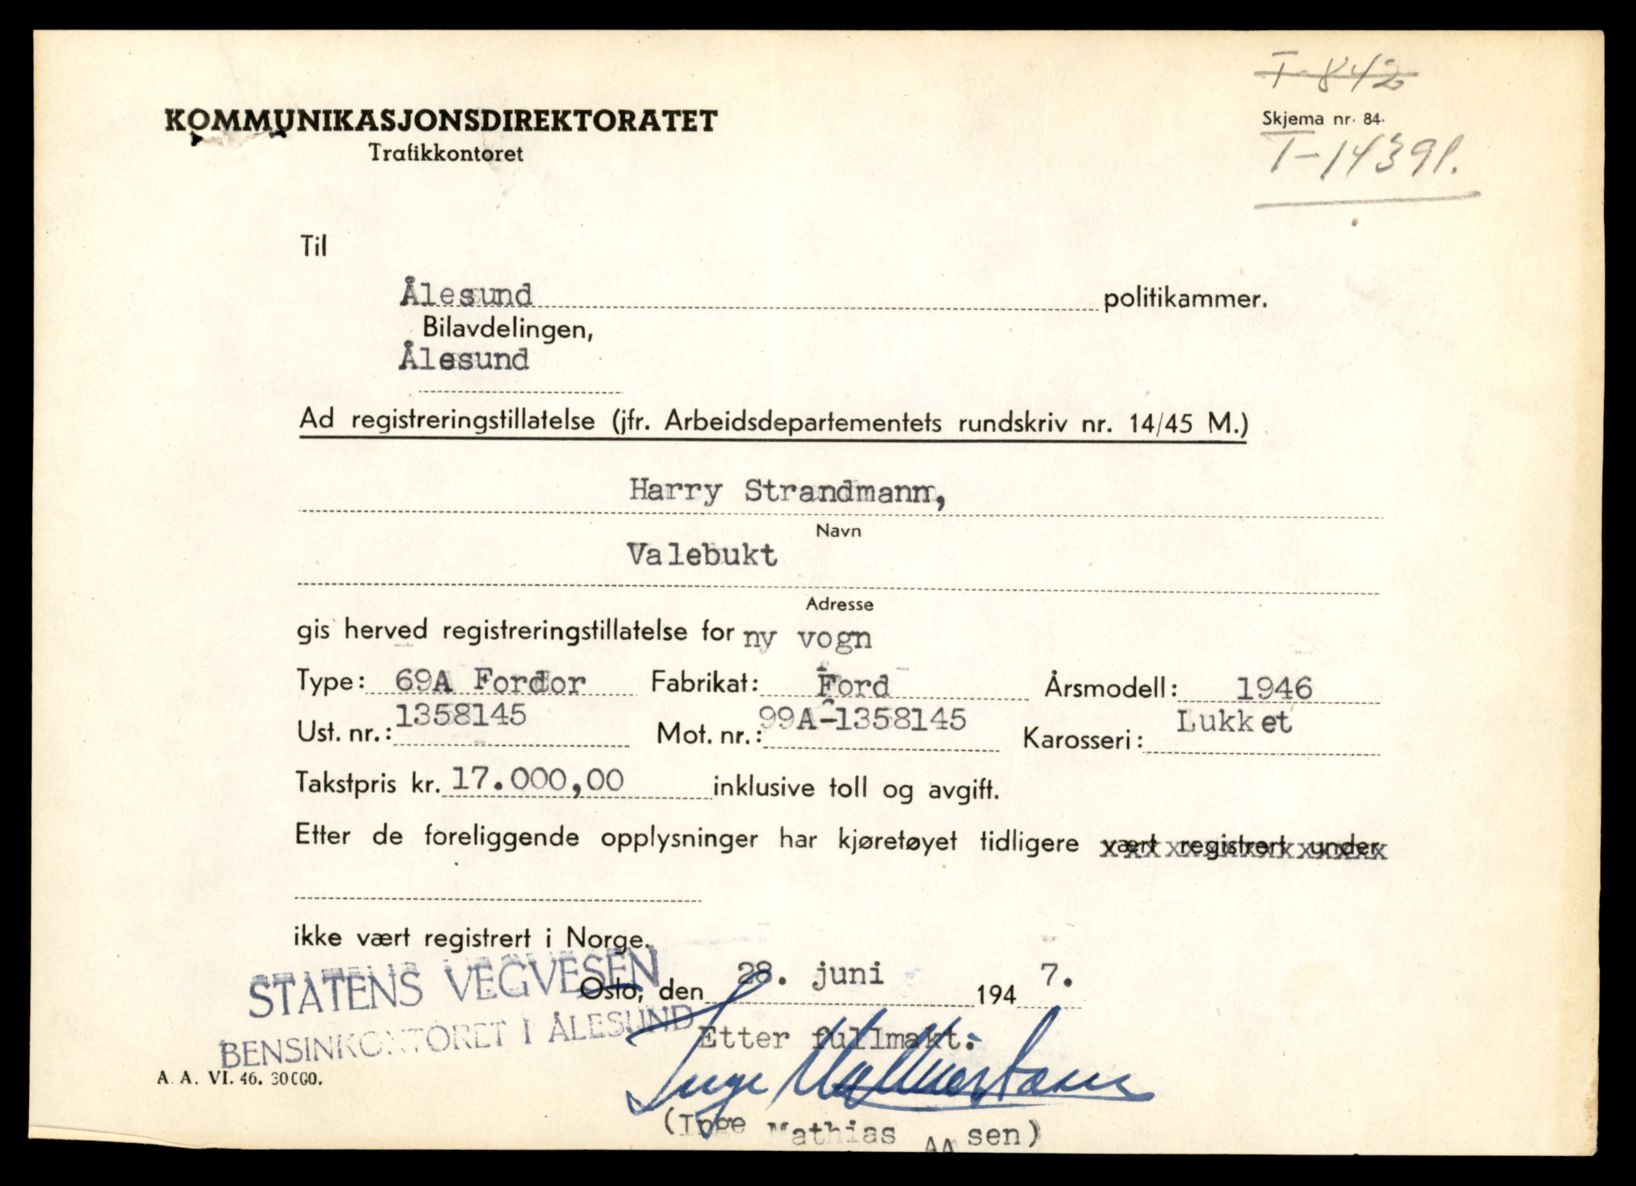 T-842
KOMMUNIKASJONSDIREKTORATET
Skjema nr. 84.
Trafikkontoret
T-14391.
Til
Ålesund politikammer.
Bilavdelingen,
Ålesund
Ad registreringstillatelse (jfr. Arbeidsdepartementets rundskriv nr. 14/45 M.)
Harry Strandmann,
Navn
Valebukt
Adresse
gis herved registreringstillatelse for ny vogn
Type: 69A Fordor Fabrikat: Ford Årsmodell: 1946
Ust. nr.: 1358145 Mot. nr.: 99A-1358145 Karosseri: Lukket
Takstpris kr. 17.000,00 inklusive toll og avgift.
Etter de foreliggende opplysninger har kjøretøyet tidligere vært registrert under
ikke vært registrert i Norge.
STATENS VEGVESEN
Oslo, den 28. juni 1947.
BENSINKONTORET I ÅLESUND
Etter fullmakt:
A. A. VI. 46. 30000.
(Inge Mathias Aasen)